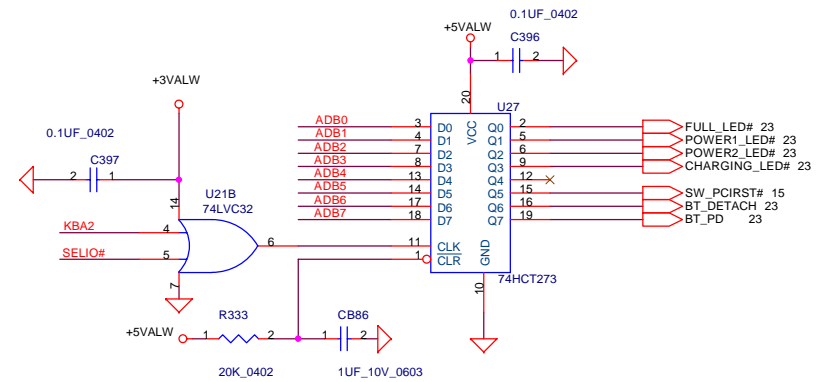 0.1UF_0402
+5VALW
C396
1 2
+3VALW
20
U27
0.1UF_0402
ADB0 3 D0 VCC Q0 2 FULL_LED# 23
ADB1 4 D1 Q1 5 POWER1_LED# 23
ADB2 7 D2 Q2 6 POWER2_LED# 23
C397
ADB3 8 D3 Q3 9 CHARGING_LED# 23
2 1
ADB4 13 D4 Q4 12
U21B
ADB5 14 D5 Q5 15 SW_PCIRST# 15
74LVC32
ADB6 17 D6 Q6 16 BT_DETACH 23
14
ADB7 18 D7 Q7 19 BT_PD 23
KBA2 4
6 11 CLK GND
SELIO# 5
1 CLR
7
10
74HCT273
R333
CB86
+5VALW 1 2 1 2
20K_0402
1UF_10V_0603